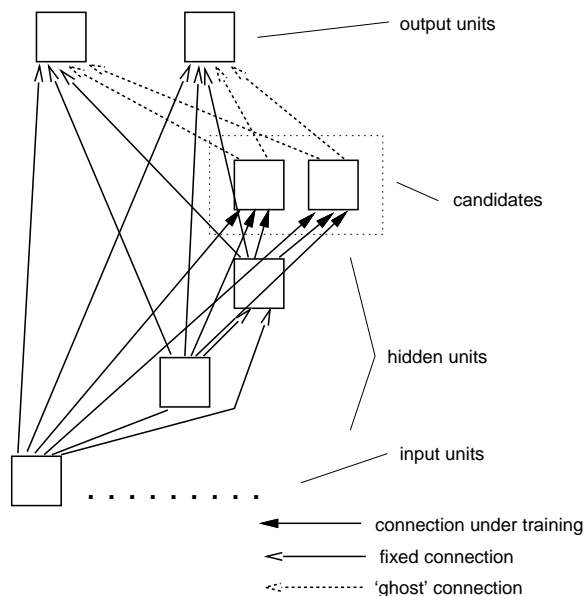 output units
candidates
hidden units
input units
connection under training
fixed connection
‘ghost’ connection